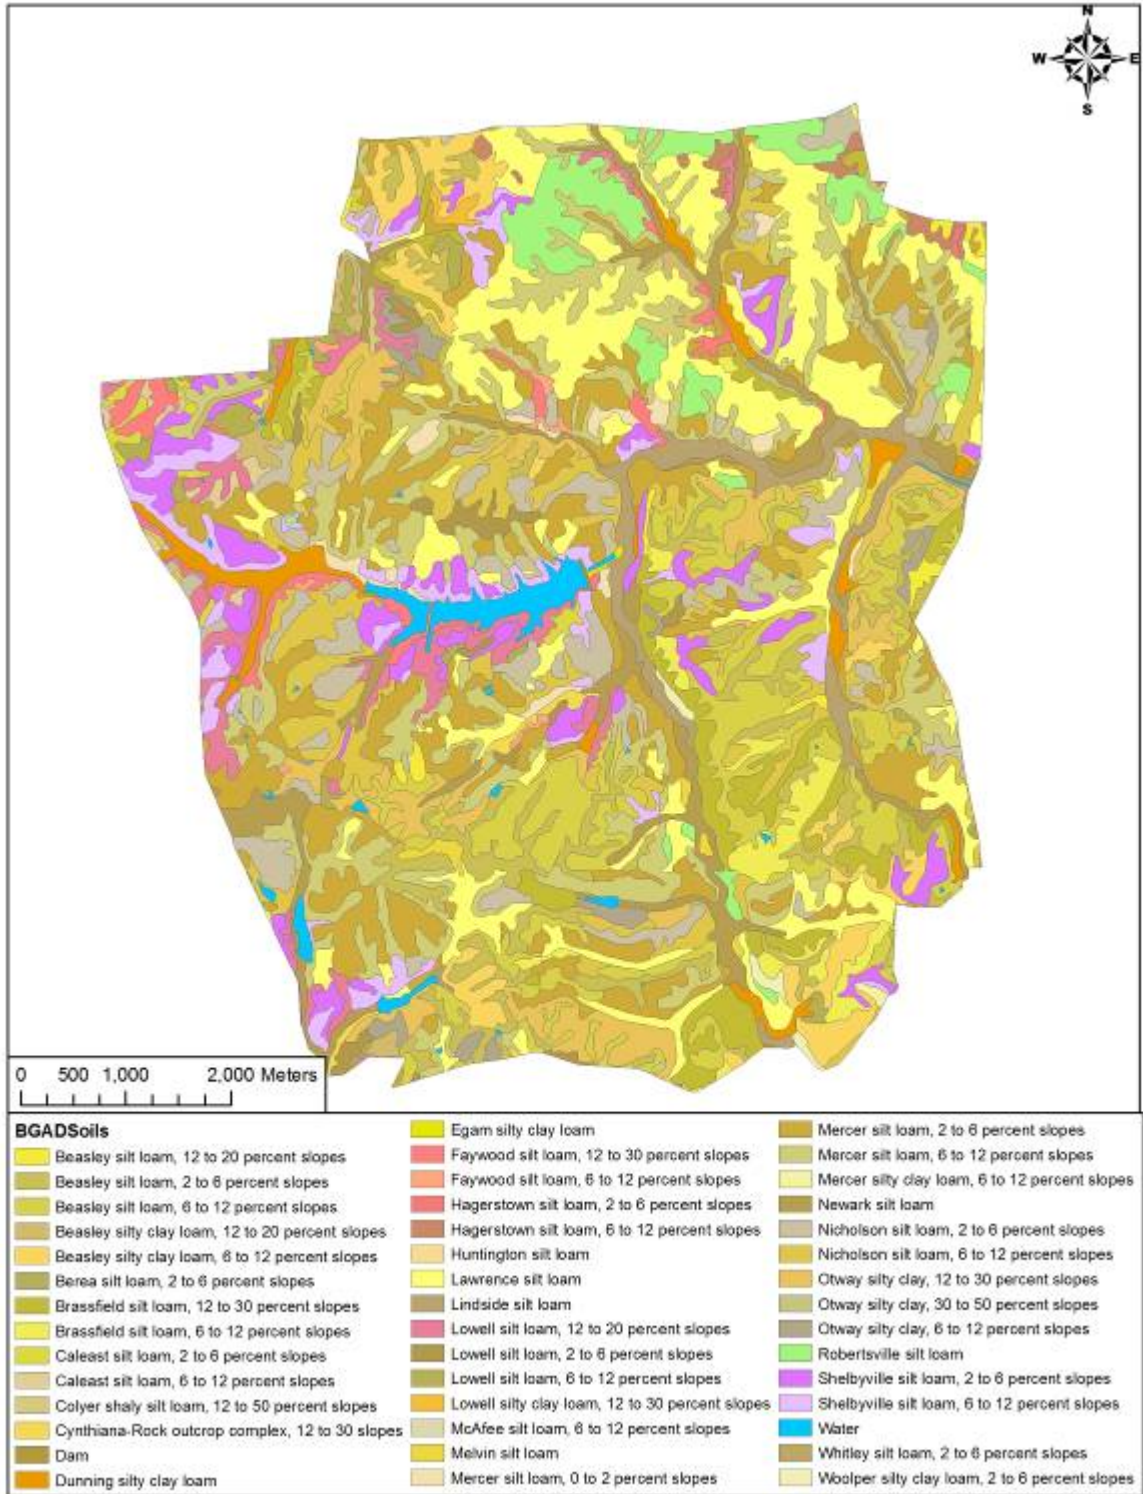 N
W E
S
0 500 1,000 2,000 Meters
BGADSoils
Beasley silt loam, 12 to 20 percent slopes
Beasley silt loam, 2 to 6 percent slopes
Beasley silt loam, 6 to 12 percent slopes
Beasley silty clay loam, 12 to 20 percent slopes
Beasley silty clay loam, 6 to 12 percent slopes
Berea silt loam, 2 to 6 percent slopes
Brassfield silt loam, 12 to 30 percent slopes
Brassfield silt loam, 6 to 12 percent slopes
Caleast silt loam, 2 to 6 percent slopes
Caleast silt loam, 6 to 12 percent slopes
Colyer shaly silt loam, 12 to 50 percent slopes
Cynthiana-Rock outcrop complex, 12 to 30 slopes
Dam
Dunning silty clay loam
Egam silty clay loam
Faywood silt loam, 12 to 30 percent slopes
Faywood silt loam, 6 to 12 percent slopes
Hagerstown silt loam, 2 to 6 percent slopes
Hagerstown silt loam, 6 to 12 percent slopes
Huntington silt loam
Lawrence silt loam
Lindside silt loam
Lowell silt loam, 12 to 20 percent slopes
Lowell silt loam, 2 to 6 percent slopes
Lowell silt loam, 6 to 12 percent slopes
Lowell silty clay loam, 12 to 30 percent slopes
McAfee silt loam, 6 to 12 percent slopes
Melvin silt loam
Mercer silt loam, 0 to 2 percent slopes
Mercer silt loam, 2 to 6 percent slopes
Mercer silt loam, 6 to 12 percent slopes
Mercer silty clay loam, 6 to 12 percent slopes
Newark silt loam
Nicholson silt loam, 2 to 6 percent slopes
Nicholson silt loam, 6 to 12 percent slopes
Otway silty clay, 12 to 30 percent slopes
Otway silty clay, 30 to 50 percent slopes
Otway silty clay, 6 to 12 percent slopes
Robertsville silt loam
Shelbyville silt loam, 2 to 6 percent slopes
Shelbyville silt loam, 6 to 12 percent slopes
Water
Whitley silt loam, 2 to 6 percent slopes
Woolper silty clay loam, 2 to 6 percent slopes